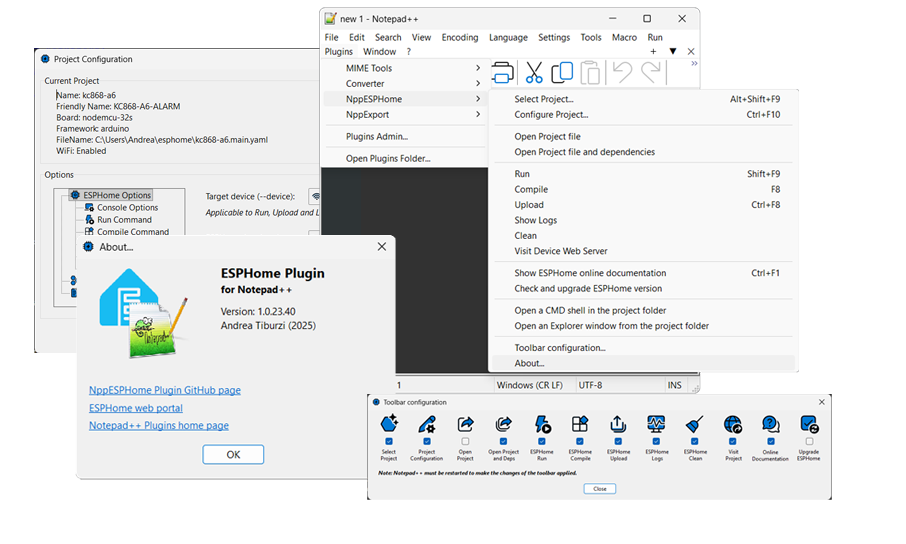 new 1 - Notepad++
File Edit Search View Encoding Language Settings Tools Macro Run
Plugins Window ?
MIME Tools
Converter
NppESPHome
NppExport
Plugins Admin...
Open Plugins Folder...
Select Project... Alt+Shift+F9
Configure Project... Ctrl+F10
Open Project file
Open Project file and dependencies
Run Shift+F9
Compile F8
Upload Ctrl+F8
Show Logs
Clean
Visit Device Web Server
Show ESPHome online documentation Ctrl+F1
Check and upgrade ESPHome version
Open a CMD shell in the project folder
Open an Explorer window from the project folder
Toolbar configuration...
About...
1 Windows (CR LF) UTF-8 INS
Project Configuration
Current Project
Name: kc868-a6
Friendly Name: KC868-A6-ALARM
Board: nodemcu-32s
Framework: arduino
FileName: C:\Users\Andrea\esphome\kc868-a6.main.yaml
WiFi: Enabled
Options
ESPHome Options
Console Options
Run Command
Compile Command
Target device (--device):
Applicable to Run, Upload and L
About...
ESPHome Plugin
for Notepad++
Version: 1.0.23.40
Andrea Tiburzi (2025)
Notepad
NppESPHome Plugin GitHub page
ESPHome web portal
Notepad++ Plugins home page
OK
Toolbar configuration
Select Project
Project Configuration
Open Project
Open Project and Deps
ESPHome Run
ESPHome Compile
ESPHome Upload
ESPHome Logs
ESPHome Clean
Visit Project
Online Documentation
Upgrade ESPHome
Note: Notepad++ must be restarted to make the changes of the toolbar applied.
Close